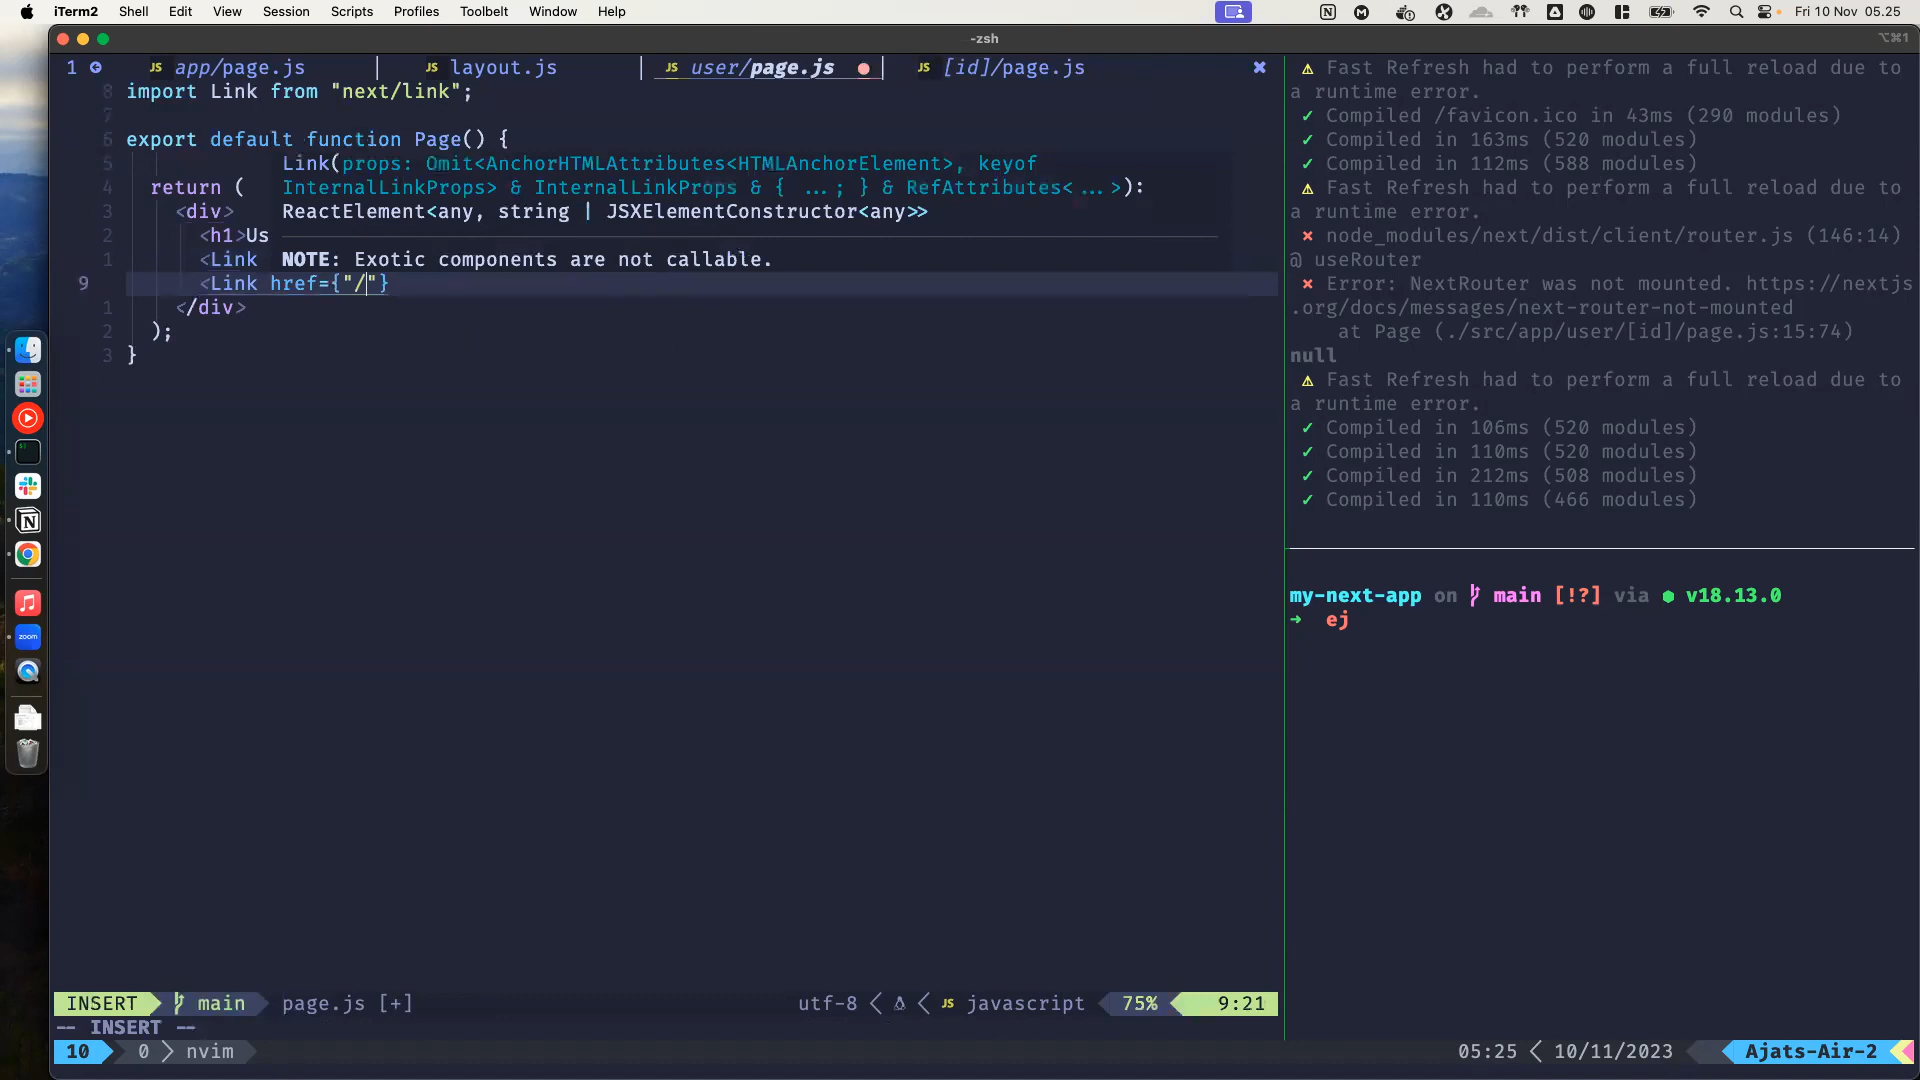 iTerm2 Shell Edit View Session Scripts Profiles Toolbelt Window Help Fri 10 Nov 05.25
-zsh ⌥⌘1
1 JS app/page.js JS layout.js JS user/page.js JS [id]/page.js
8 import Link from "next/link";
7
6 export default function Page() {
5 Link(props: Omit<AnchorHTMLAttributes<HTMLAnchorElement>, keyof
4 return ( InternalLinkProps> & InternalLinkProps & { ...; } & RefAttributes<...>):
3 <div> ReactElement<any, string | JSXElementConstructor<any>>
2 <h1>Us
1 <Link NOTE: Exotic components are not callable.
9 <Link href={"/"}
1 </div>
2 );
3 }
⚠ Fast Refresh had to perform a full reload due to
a runtime error.
✓ Compiled /favicon.ico in 43ms (290 modules)
✓ Compiled in 163ms (520 modules)
✓ Compiled in 112ms (588 modules)
⚠ Fast Refresh had to perform a full reload due to
a runtime error.
⨯ node_modules/next/dist/client/router.js (146:14)
@ useRouter
⨯ Error: NextRouter was not mounted. https://nextjs
.org/docs/messages/next-router-not-mounted
at Page (./src/app/user/[id]/page.js:15:74)
null
⚠ Fast Refresh had to perform a full reload due to
a runtime error.
✓ Compiled in 106ms (520 modules)
✓ Compiled in 110ms (520 modules)
✓ Compiled in 212ms (508 modules)
✓ Compiled in 110ms (466 modules)
my-next-app on main [!?] via v18.13.0
→ ej
zoom
INSERT main page.js [+] utf-8 JS javascript 75% 9:21
-- INSERT --
10 0 nvim 05:25 10/11/2023 Ajats-Air-2